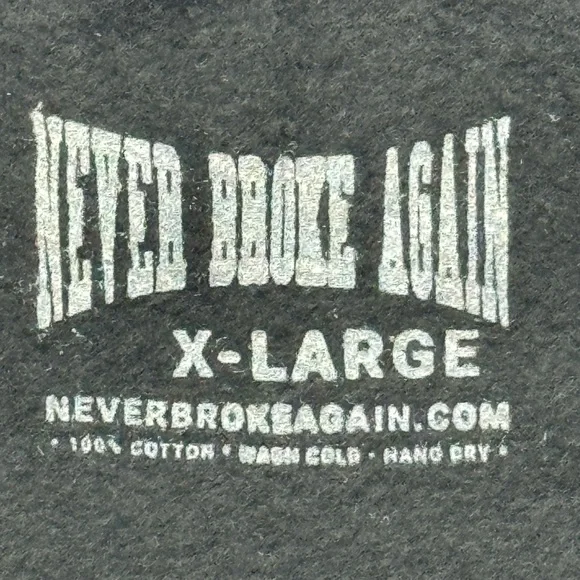 NEVER BROKE AGAIN
X-LARGE
NEVERBROKEAGAIN.COM
• 100% COTTON • WASH COLD • HANG DRY •